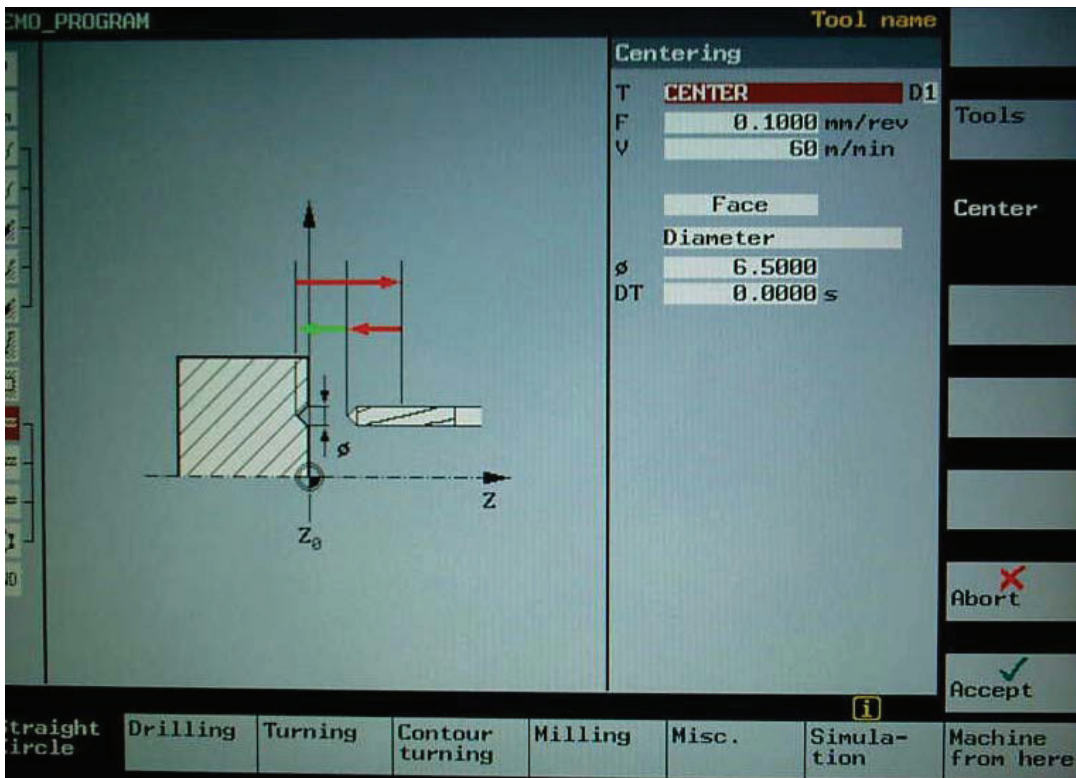 EMO_PROGRAM
Tool name
Centering
T CENTER D1
F 0.1000 mm/rev
V 60 m/min
Face
Diameter
ø 6.5000
DT 0.0000 s
Z
Z0
Tools
Center
Abort
Accept
i
traight
ircle
Drilling
Turning
Contour
turning
Milling
Misc.
Simula-
tion
Machine
from here